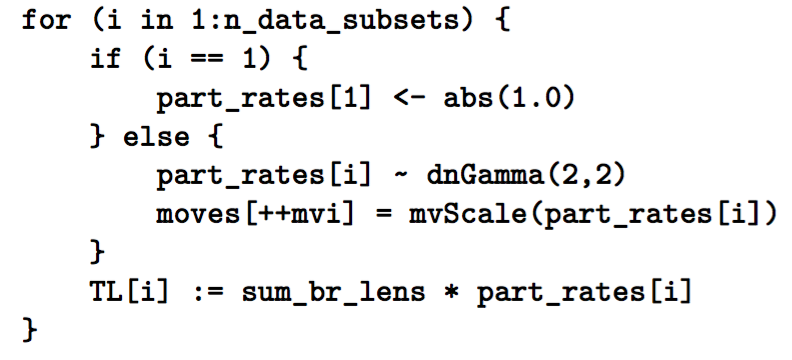 for (i in 1:n_data_subsets) {
    if (i == 1) {
        part_rates[1] <- abs(1.0)
    } else {
        part_rates[i] ~ dnGamma(2,2)
        moves[++mvi] = mvScale(part_rates[i])
    }
    TL[i] := sum_br_lens * part_rates[i]
}